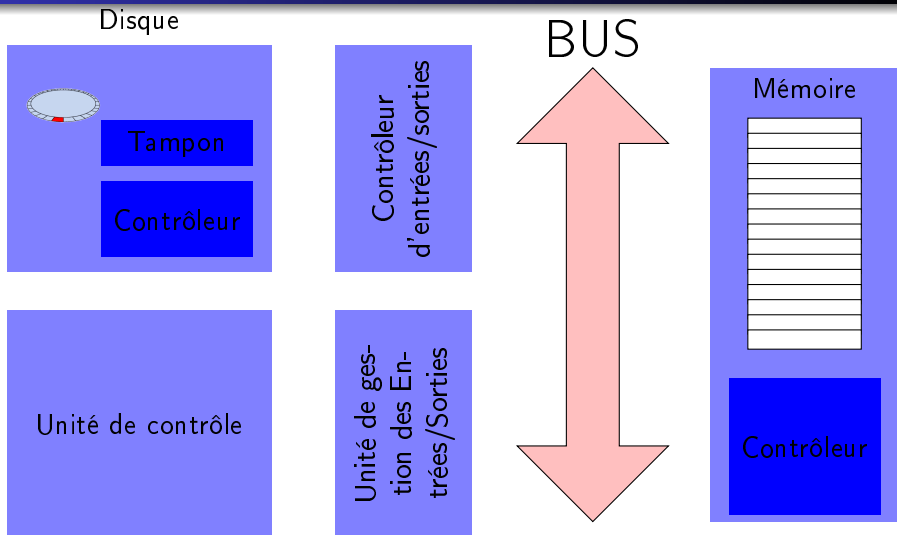 Disque
Tampon
Contrôleur
Contrôleur
d'entrées/sorties
BUS
Mémoire
Contrôleur
Unité de contrôle
Unité de ges-
tion des En-
trées/Sorties